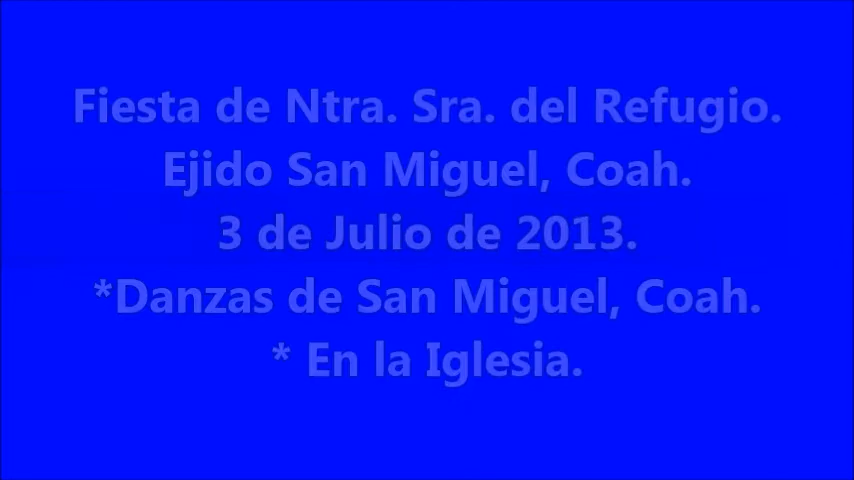 Fiesta de Ntra. Sra. del Refugio.
Ejido San Miguel, Coah.
3 de Julio de 2013.
*Danzas de San Miguel, Coah.
* En la Iglesia.